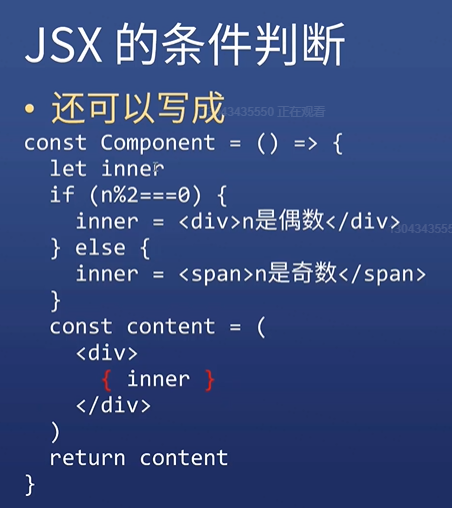 JSX 的条件判断
• 还可以写成
043435550 正在观看
const Component = () => {
  let inner
  if (n%2===0) {
    inner = <div>n是偶数</div>
  } else {
    inner = <span>n是奇数</span>
  }
  const content = (
    <div>
      { inner }
    </div>
  )
  return content
}